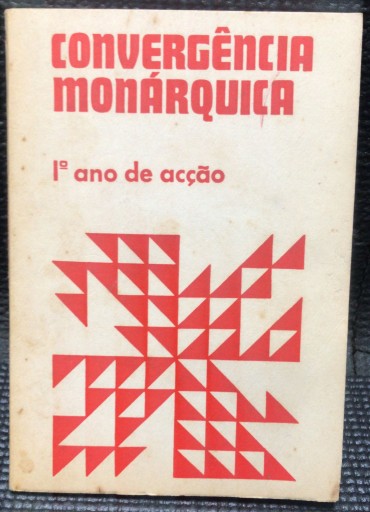 CONVERGÊNCIA
MONÁRQUICA
1º ano de acção